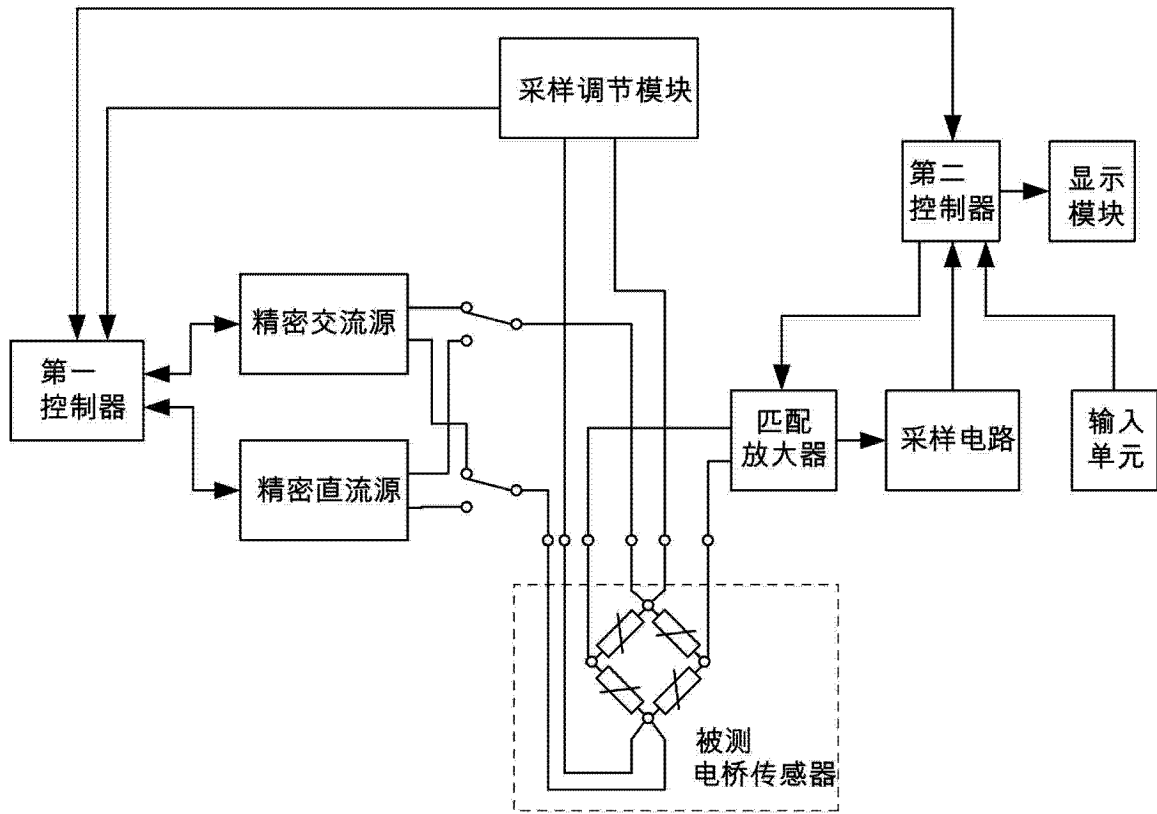 采样调节模块
第二
控制器
显示
模块
精密交流源
第一
控制器
精密直流源
匹配
放大器
采样电路
输入
单元
被测
电桥传感器